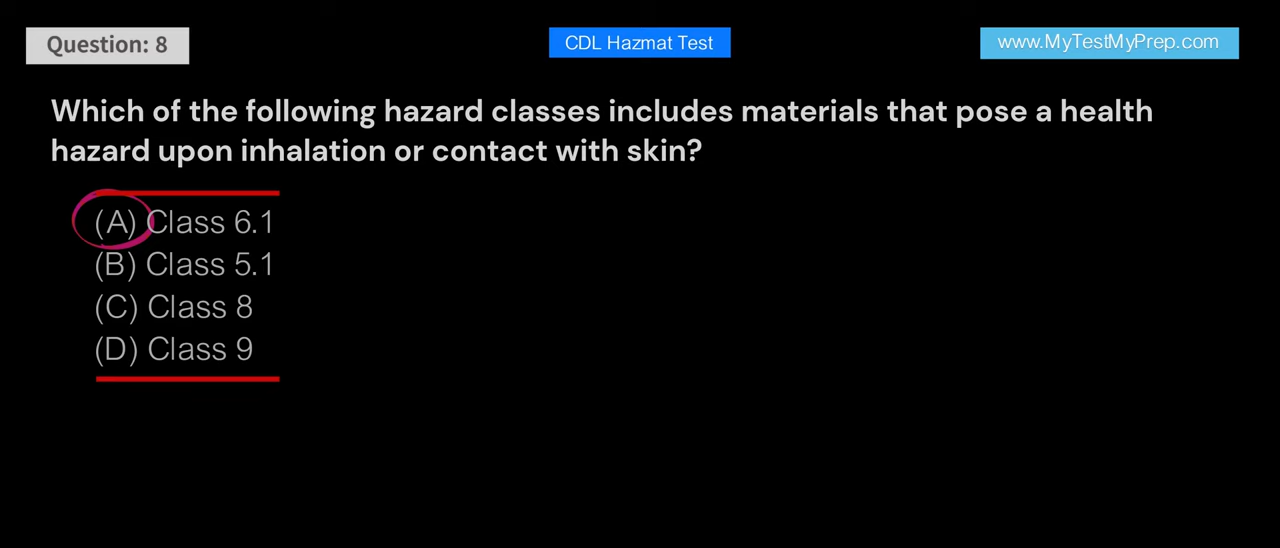 Question: 8
CDL Hazmat Test
www.MyTestMyPrep.com
Which of the following hazard classes includes materials that pose a health
hazard upon inhalation or contact with skin?
(A) Class 6.1
(B) Class 5.1
(C) Class 8
(D) Class 9